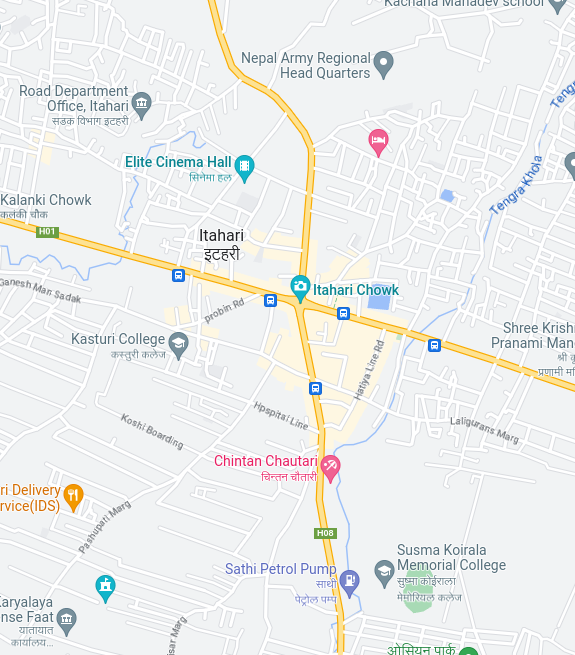 Kachana Mahadev school
Nepal Army Regional
Head Quarters
Road Department
Office, Itahari
सडक विभाग इटहरी
Tengra
Elite Cinema Hall
सिनेमा हल
Tengra Khola
Kalanki Chowk
कलंकी चौक
H01
Itahari
इटहरी
Ganesh Man Sadak
Itahari Chowk
probin Rd
Kasturi College
कस्तुरी कलेज
Shree Krishn
Pranami Man
श्री कृ
प्रणामी मन्
Hatiya Line Rd
Koshi Boarding
Hpspital Line
Laligurans Marg
Chintan Chautari
चिन्तन चौतारी
ri Delivery
rvice(IDS)
Pashupati Marg
H08
Susma Koirala
Memorial College
सुष्मा कोईराला
मेमोरियल कलेज
Sathi Petrol Pump
साथी
पेट्रोल पम्प
Karyalaya
nse Faat
यातायात
कार्यालय...
isar Marg
ओसियन पार्क